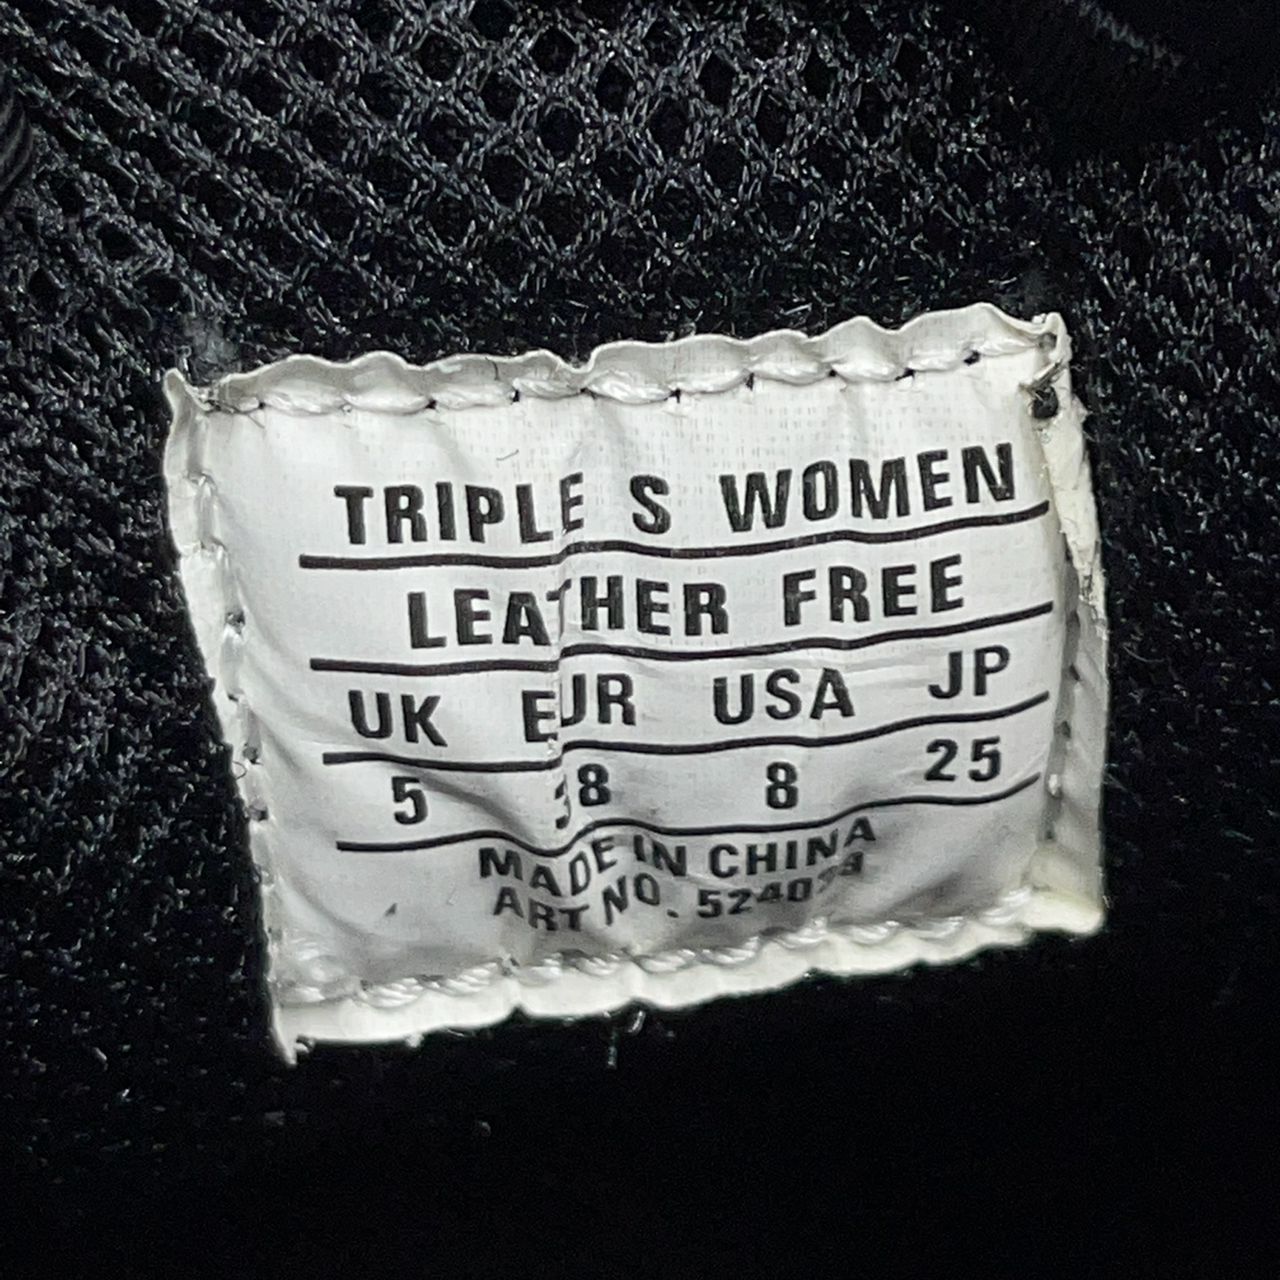 TRIPLE S WOMEN
LEATHER FREE
UK EUR USA JP
5 38 8 25
MADE IN CHINA
ART NO.